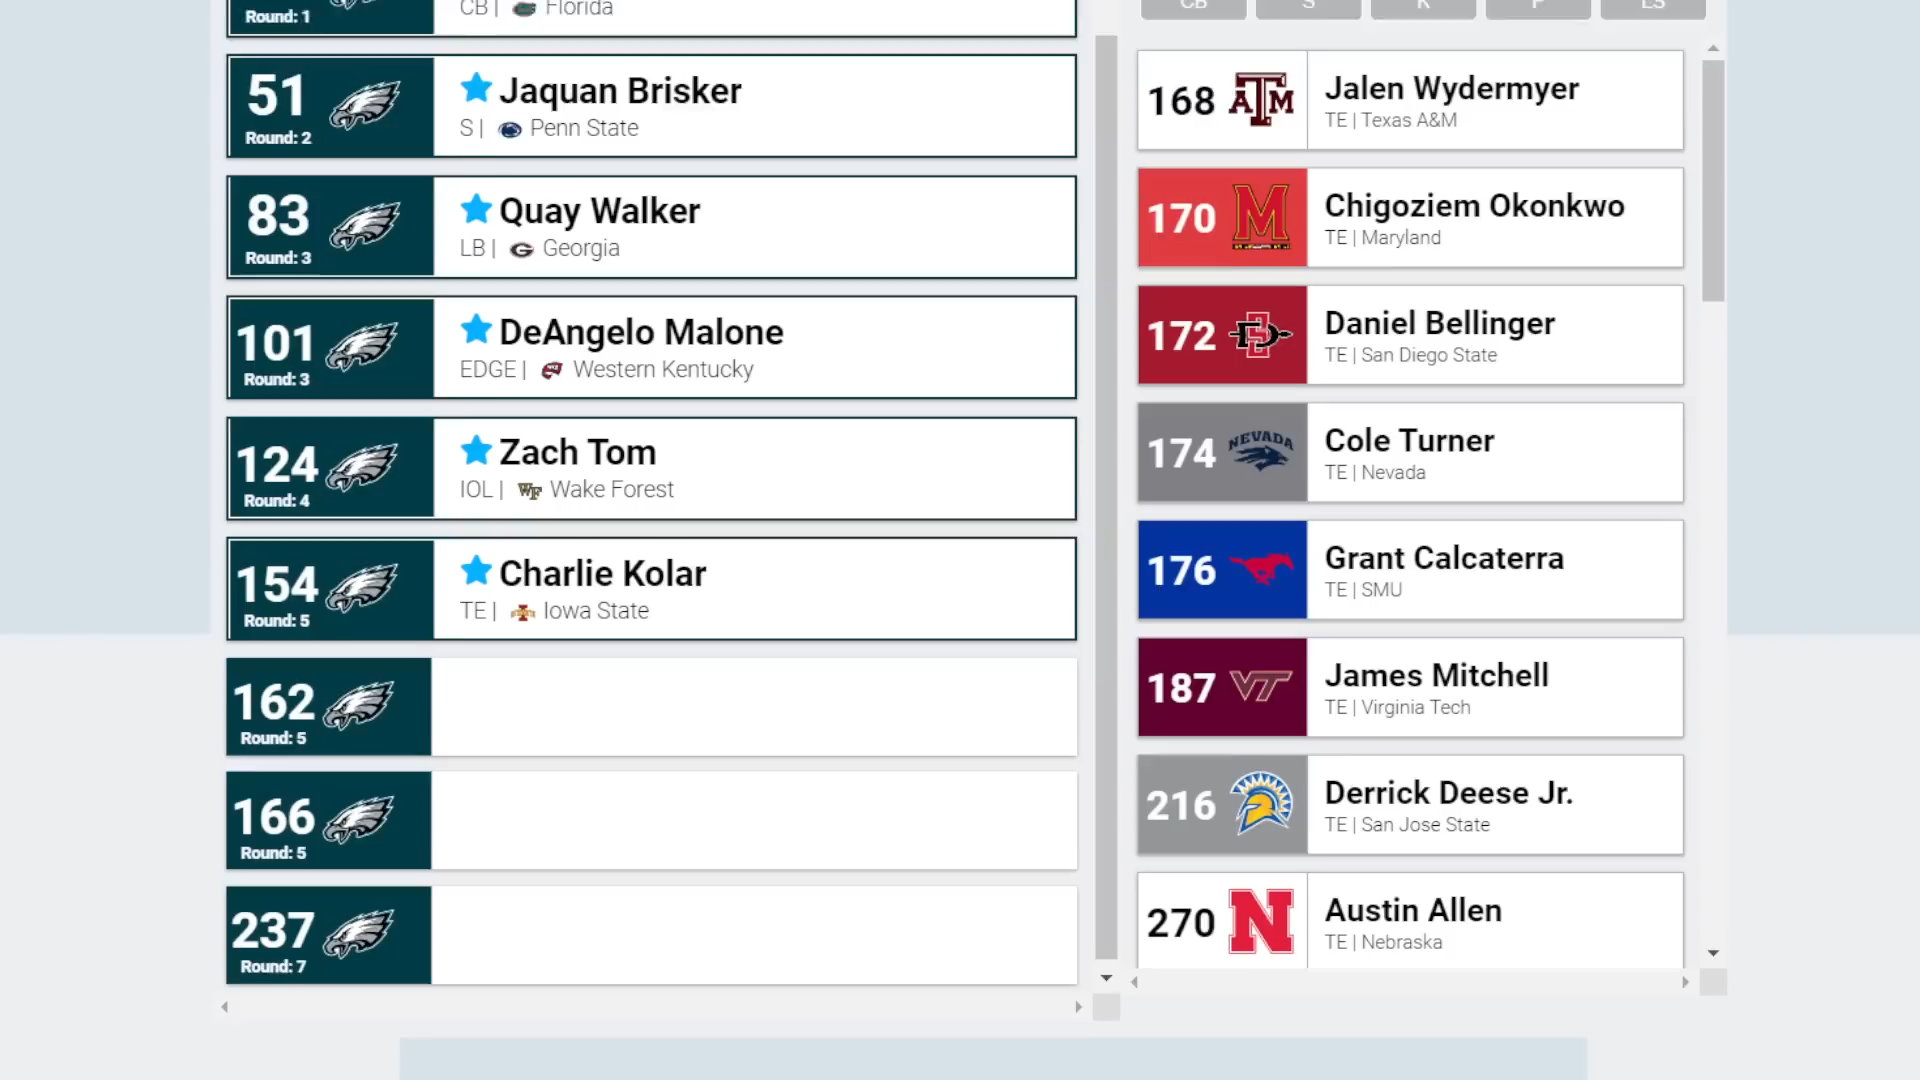 Round: 1
CB | Florida
51
Round: 2
Jaquan Brisker
S | Penn State
83
Round: 3
Quay Walker
LB | Georgia
101
Round: 3
DeAngelo Malone
EDGE | Western Kentucky
124
Round: 4
Zach Tom
IOL | WF Wake Forest
154
Round: 5
Charlie Kolar
TE | Iowa State
162
Round: 5
166
Round: 5
237
Round: 7
CB S K P LS
168 ATM Jalen Wydermyer
TE | Texas A&M
170 M Chigoziem Okonkwo
TE | Maryland
172 SD Daniel Bellinger
TE | San Diego State
174 NEVADA Cole Turner
TE | Nevada
176 Grant Calcaterra
TE | SMU
187 VT James Mitchell
TE | Virginia Tech
216 Derrick Deese Jr.
TE | San Jose State
270 N Austin Allen
TE | Nebraska